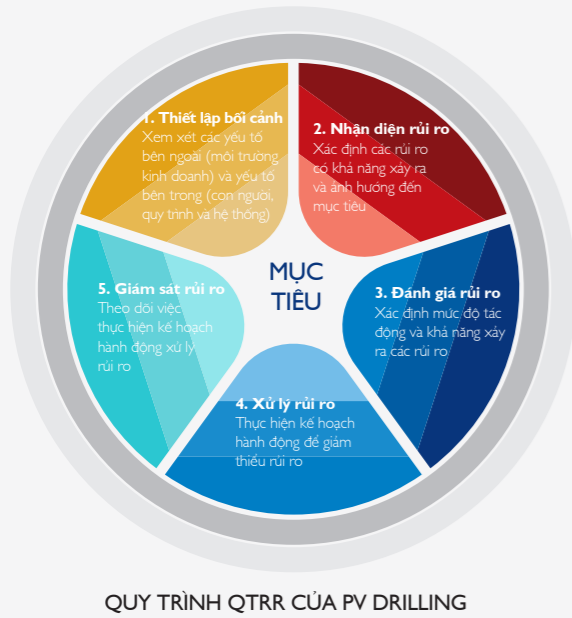 1. Thiết lập bối cảnh
Xem xét các yếu tố
bên ngoài (môi trường
kinh doanh) và yếu tố
bên trong (con người,
quy trình và hệ thống)
2. Nhận diện rủi ro
Xác định các rủi ro
có khả năng xảy ra
và ảnh hưởng đến
mục tiêu
3. Đánh giá rủi ro
Xác định mức độ tác
động và khả năng xảy
ra các rủi ro
4. Xử lý rủi ro
Thực hiện kế hoạch
hành động để giảm
thiểu rủi ro
5. Giám sát rủi ro
Theo dõi việc
thực hiện kế hoạch
hành động xử lý
rủi ro
MỤC
TIÊU
QUY TRÌNH QTRR CỦA PV DRILLING